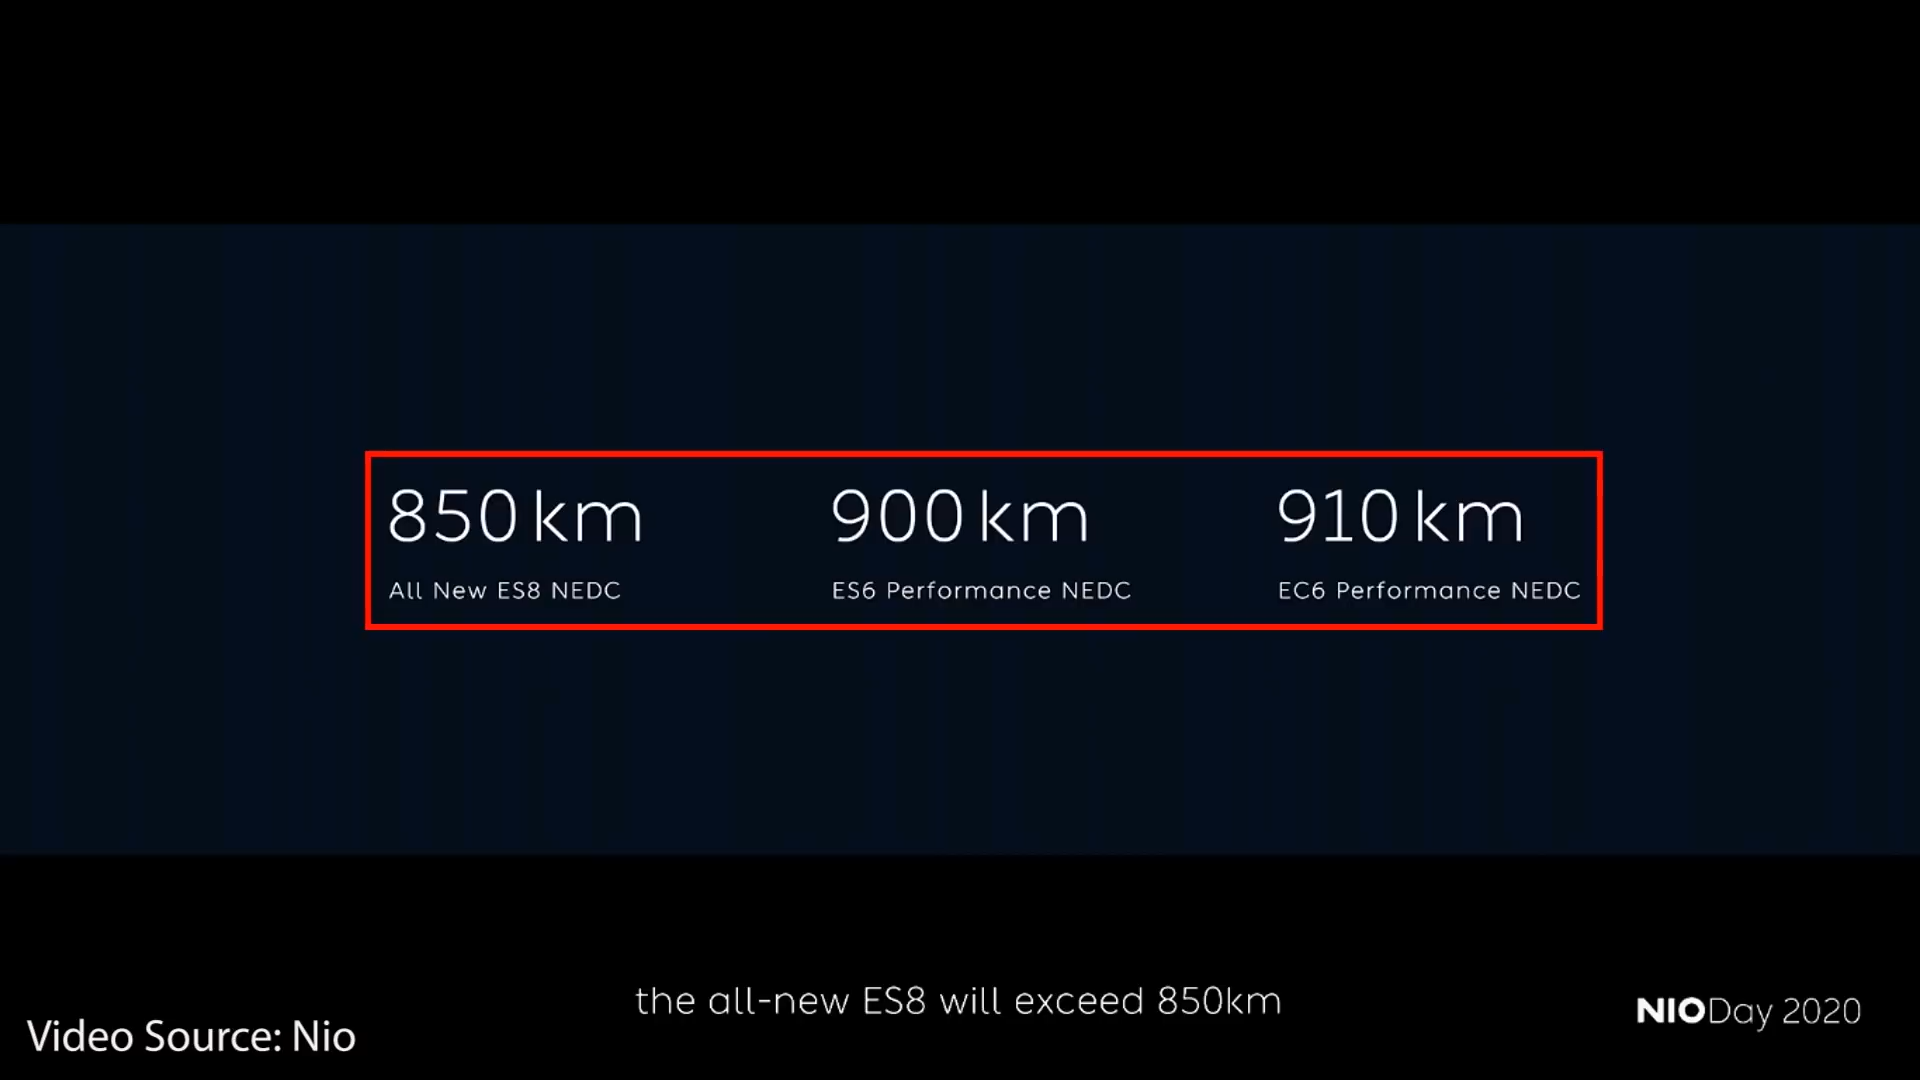 850 km 900 km 910 km
All New ES8 NEDC ES6 Performance NEDC EC6 Performance NEDC
the all-new ES8 will exceed 850km
NIODay 2020
Video Source: Nio